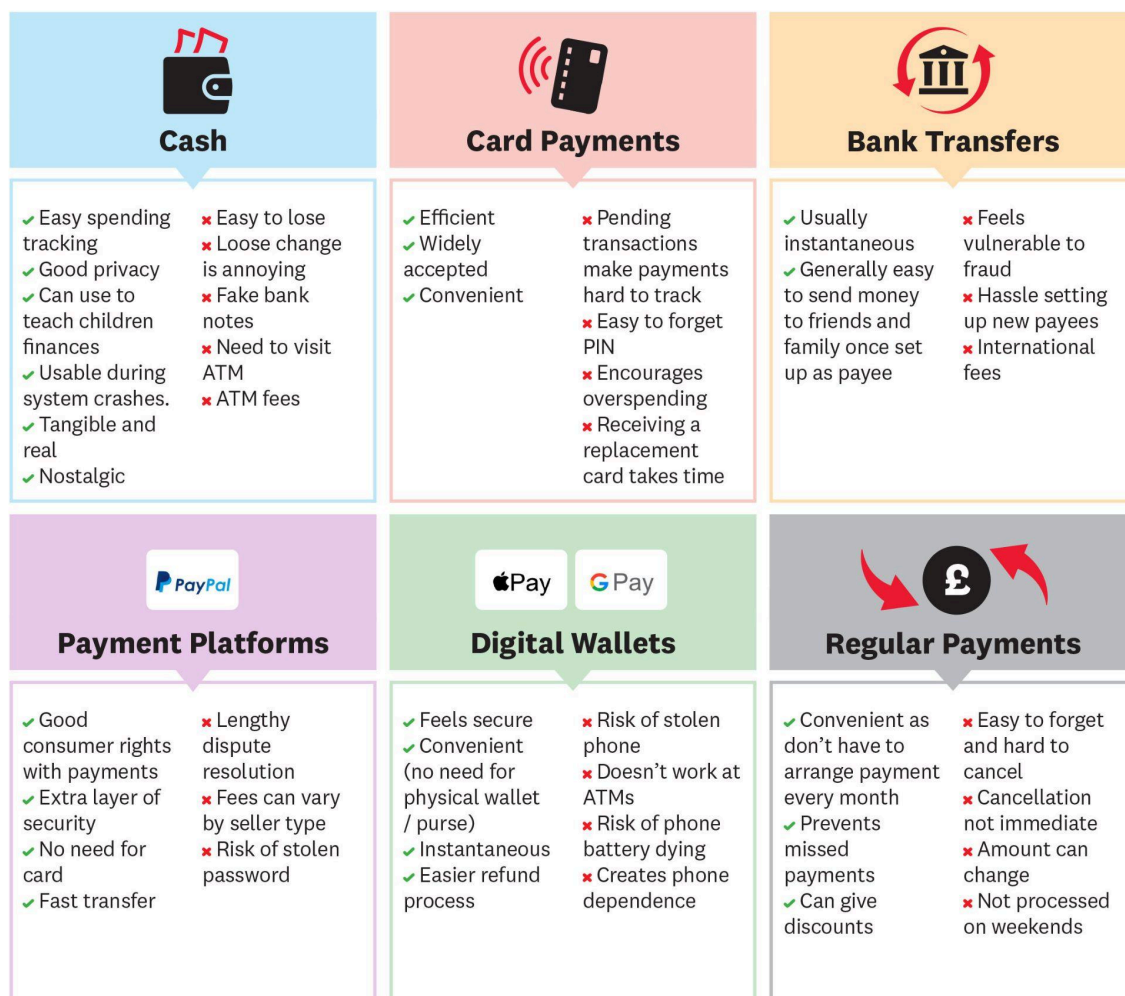 Cash
✓ Easy spending
tracking
✓ Good privacy
✓ Can use to
teach children
finances
✓ Usable during
system crashes.
✓ Tangible and
real
✓ Nostalgic
✖ Easy to lose
✖ Loose change
is annoying
✖ Fake bank
notes
✖ Need to visit
ATM
✖ ATM fees
Card Payments
✓ Efficient
✓ Widely
accepted
✓ Convenient
✖ Pending
transactions
make payments
hard to track
✖ Easy to forget
PIN
✖ Encourages
overspending
✖ Receiving a
replacement
card takes time
Bank Transfers
✓ Usually
instantaneous
✓ Generally easy
to send money
to friends and
family once set
up as payee
✖ Feels
vulnerable to
fraud
✖ Hassle setting
up new payees
✖ International
fees
PayPal
Payment Platforms
✓ Good
consumer rights
with payments
✓ Extra layer of
security
✓ No need for
card
✓ Fast transfer
✖ Lengthy
dispute
resolution
✖ Fees can vary
by seller type
✖ Risk of stolen
password
Pay
G Pay
Digital Wallets
✓ Feels secure
✓ Convenient
(no need for
physical wallet
/ purse)
✓ Instantaneous
✓ Easier refund
process
✖ Risk of stolen
phone
✖ Doesn't work at
ATMs
✖ Risk of phone
battery dying
✖ Creates phone
dependence
£
Regular Payments
✓ Convenient as
don't have to
arrange payment
every month
✓ Prevents
missed
payments
✓ Can give
discounts
✖ Easy to forget
and hard to
cancel
✖ Cancellation
not immediate
✖ Amount can
change
✖ Not processed
on weekends